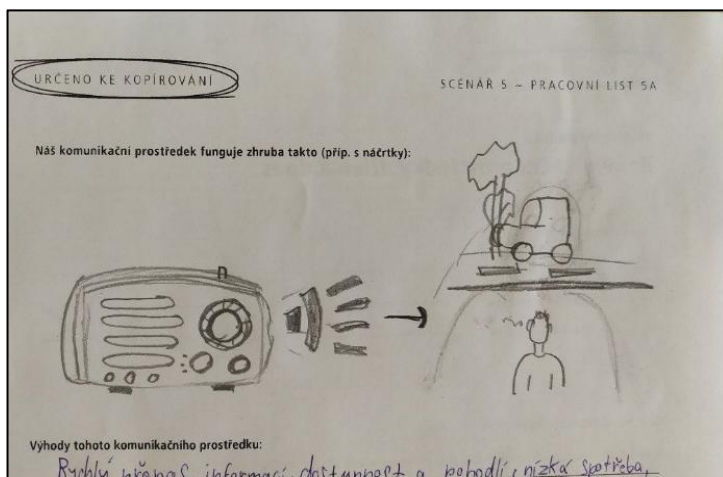 URČENO KE KOPÍROVÁNÍ
SCÉNÁŘ 5 – PRACOVNÍ LIST 5A
Náš komunikační prostředek funguje zhruba takto (příp. s náčrtky):
Výhody tohoto komunikačního prostředku:
Rychlý přenos informací, dostupnost a pohodlí, nízká spotřeba,